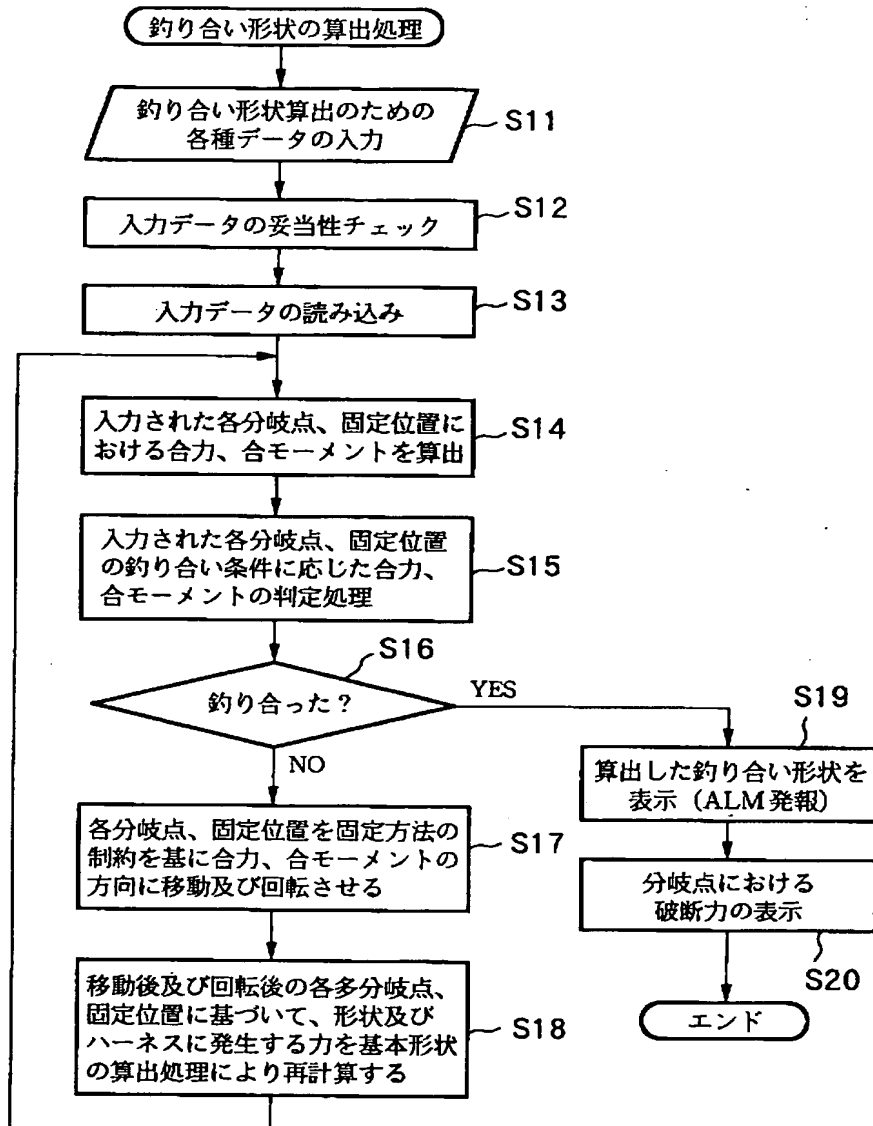 釣り合い形状の算出処理
釣り合い形状算出のための
各種データの入力
S11
入力データの妥当性チェック
S12
入力データの読み込み
S13
入力された各分岐点、固定位置に
おける合力、合モーメントを算出
S14
入力された各分岐点、固定位置
の釣り合い条件に応じた合力、
合モーメントの判定処理
S15
S16
釣り合った？
YES
NO
各分岐点、固定位置を固定方法の
制約を基に合力、合モーメントの
方向に移動及び回転させる
S17
移動後及び回転後の各多分岐点、
固定位置に基づいて、形状及び
ハーネスに発生する力を基本形状
の算出処理により再計算する
S18
S19
算出した釣り合い形状を
表示（ALM発報）
分岐点における
破断力の表示
S20
エンド